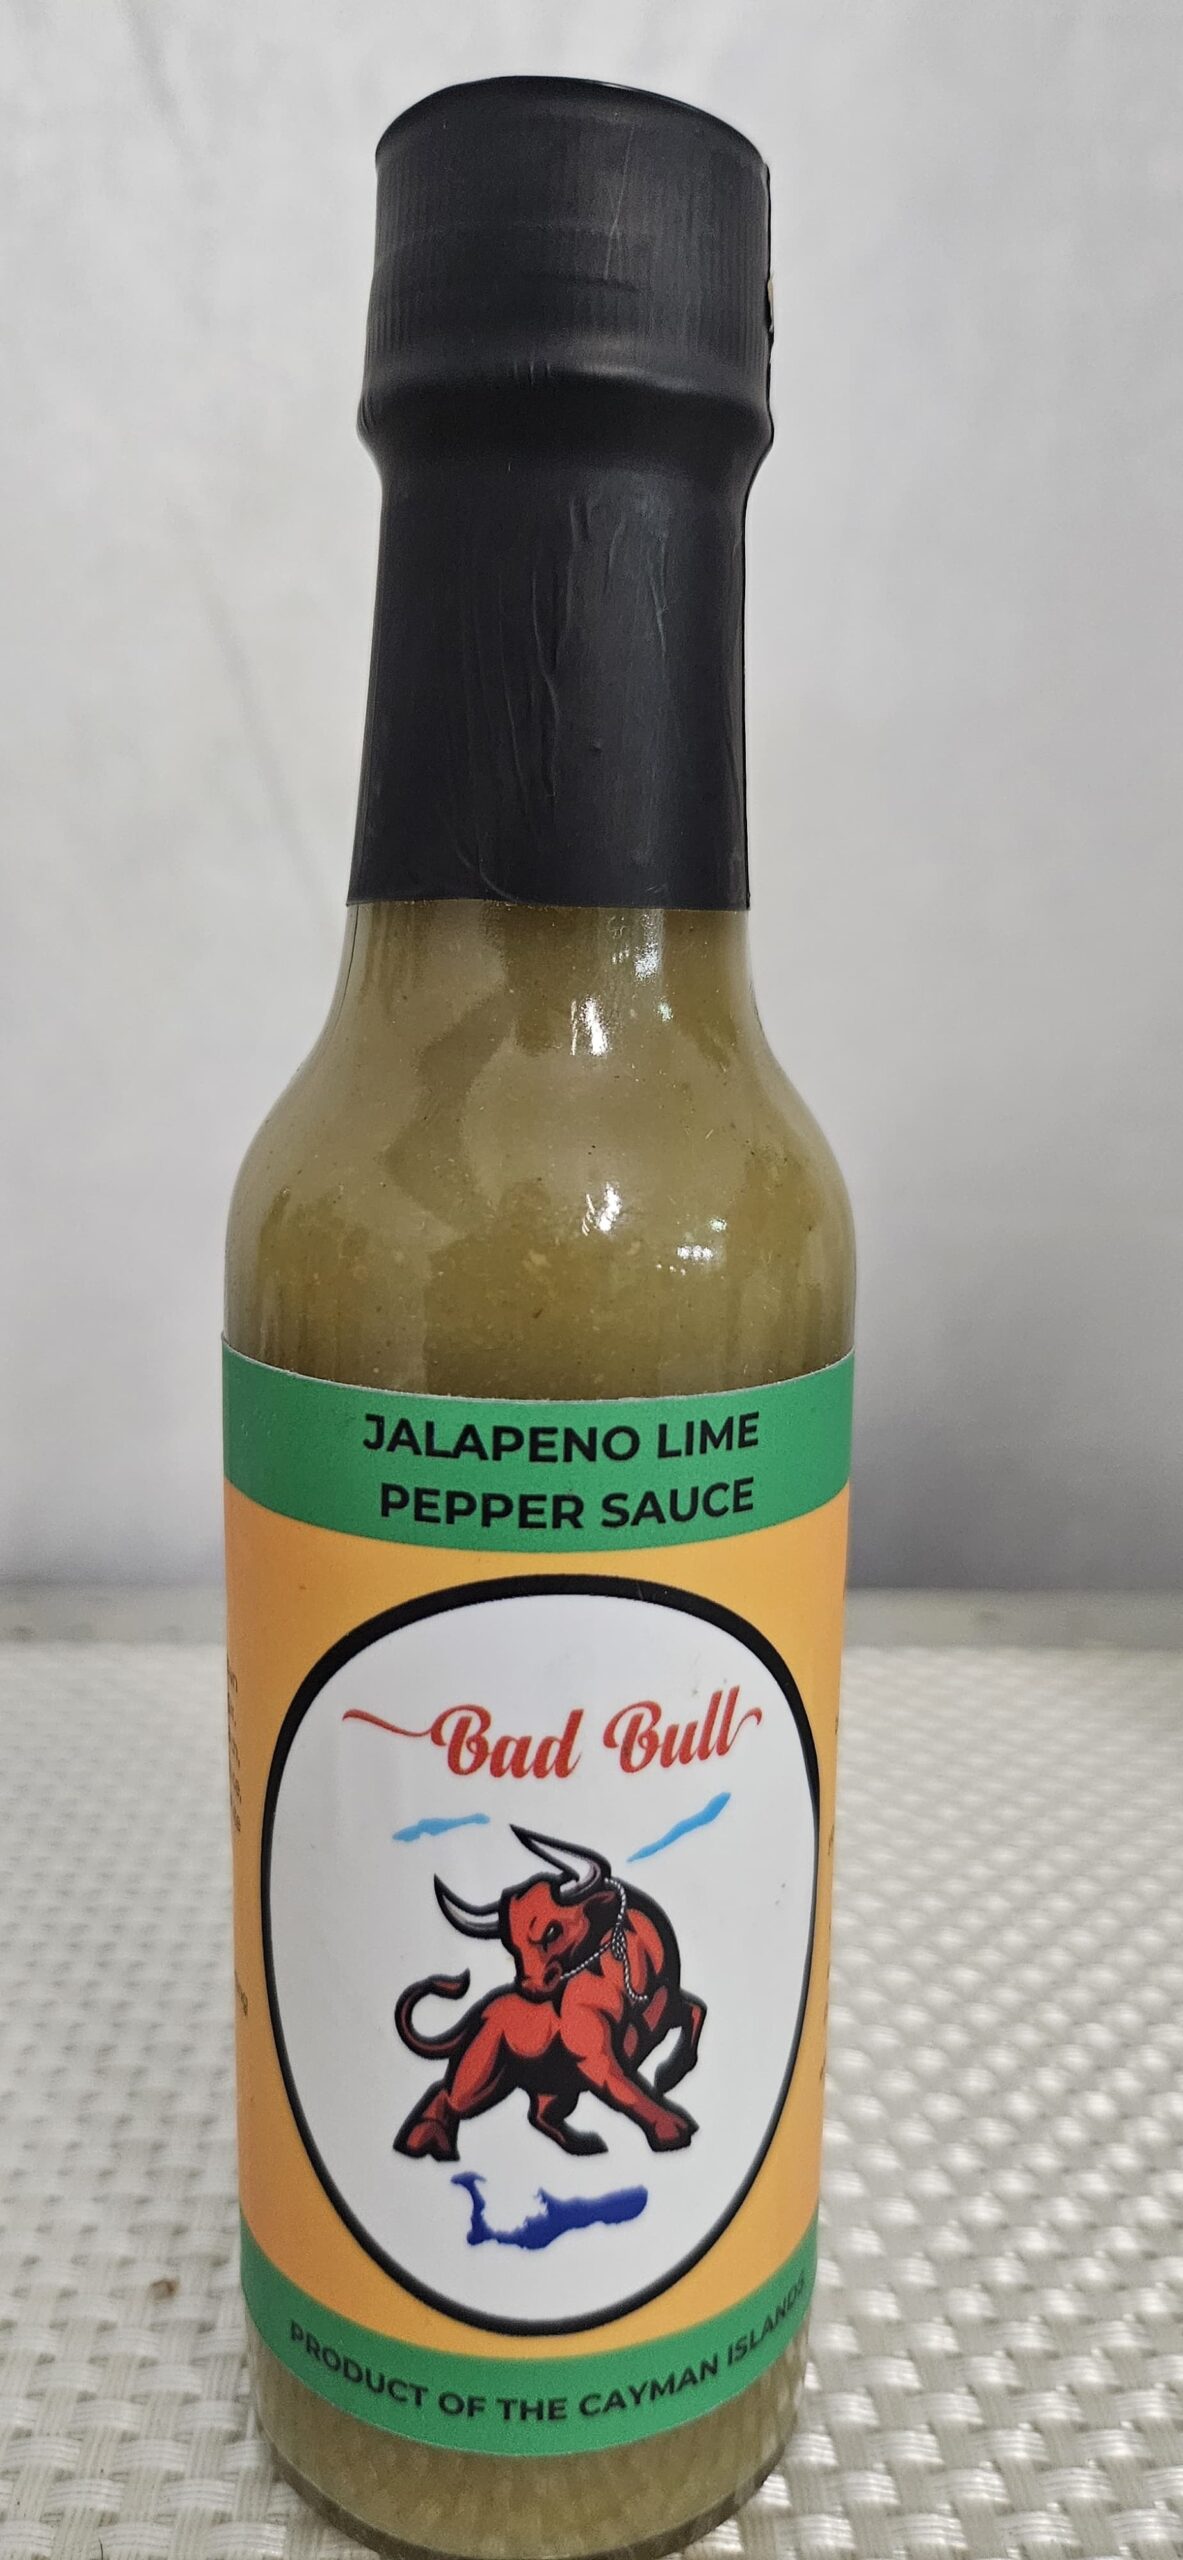 JALAPENO LIME
PEPPER SAUCE
Bad Bull
PRODUCT OF THE CAYMAN ISLANDS